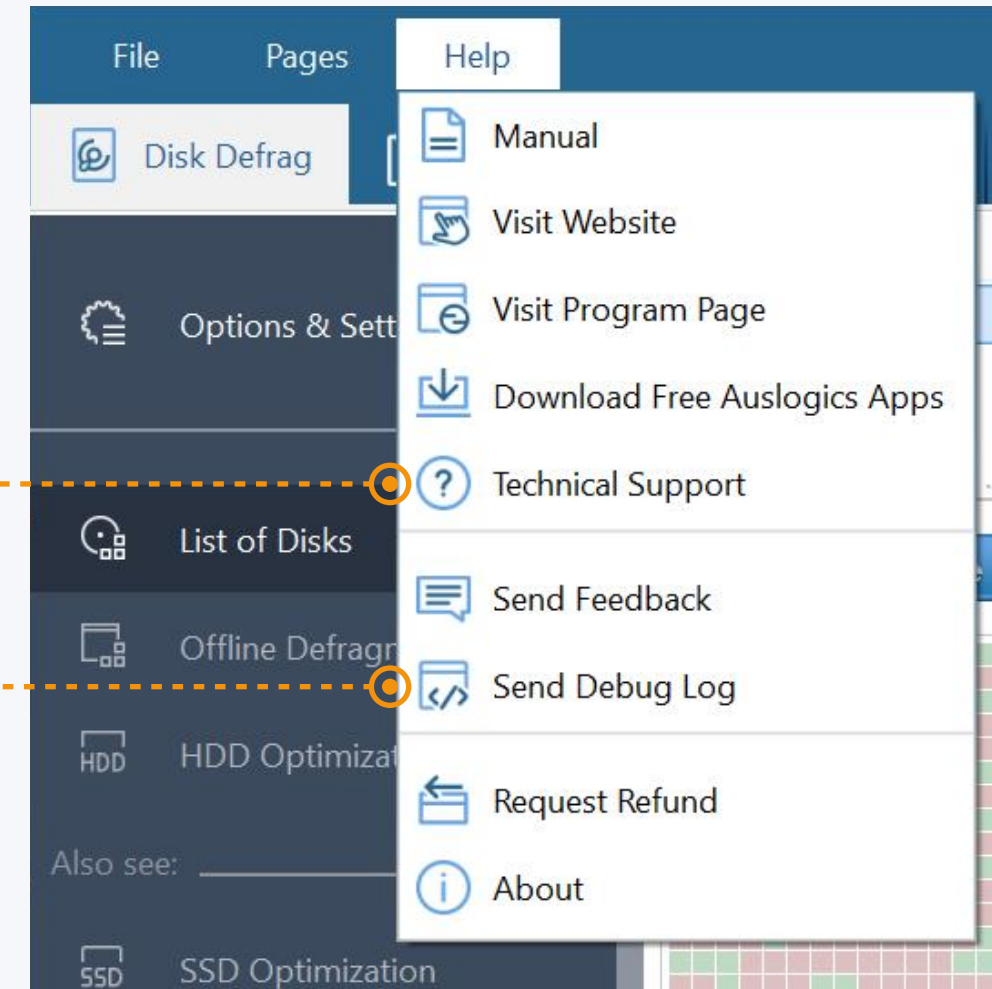 File Pages Help
Disk Defrag
Manual
Visit Website
Options & Sett
Visit Program Page
Download Free Auslogics Apps
Technical Support
List of Disks
Send Feedback
Offline Defragr
Send Debug Log
HDD
HDD Optimizat
Request Refund
Also see:
About
SSD
SSD Optimization